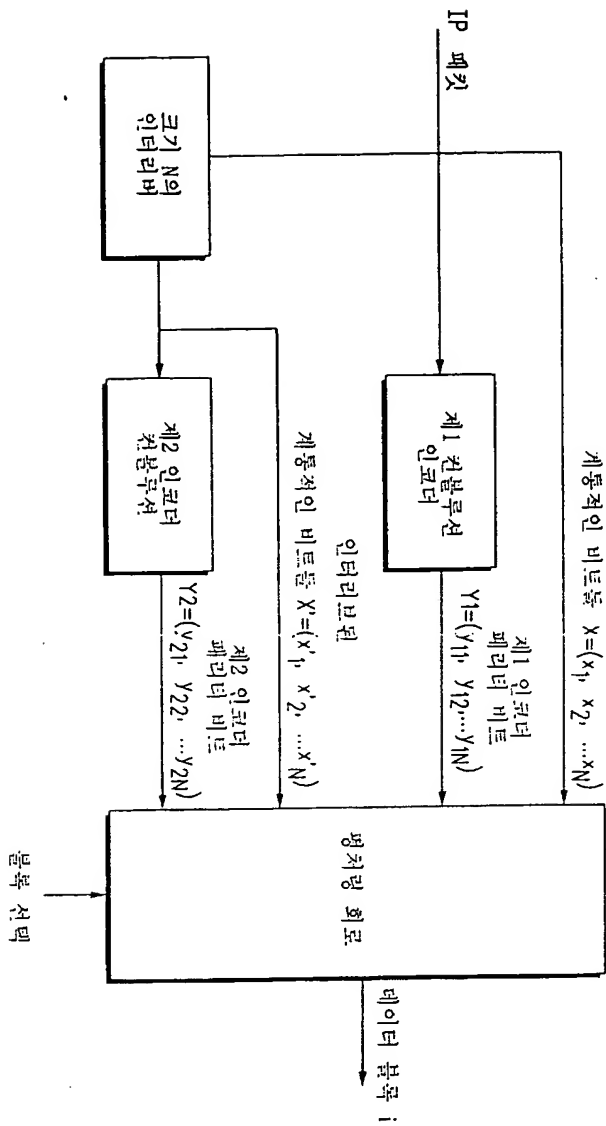 계통적인 비트들 X=(x₁, x₂, ...x_N)
IP 패킷
제1 컨볼루션
인코더
제1 인코더
패리티 비트
Y1=(y₁₁, y₁₂,...y₁N)
펑처링 회로
데이터 블록 i
인터리브된
계통적인 비트들 X'=(x'₁, x'₂, ...x'_N)
크기 N의
인터리버
제2 인코더
컨볼루션
제2 인코더
패리티 비트
Y2=(y₂₁, y₂₂, ...y₂N)
블록 선택